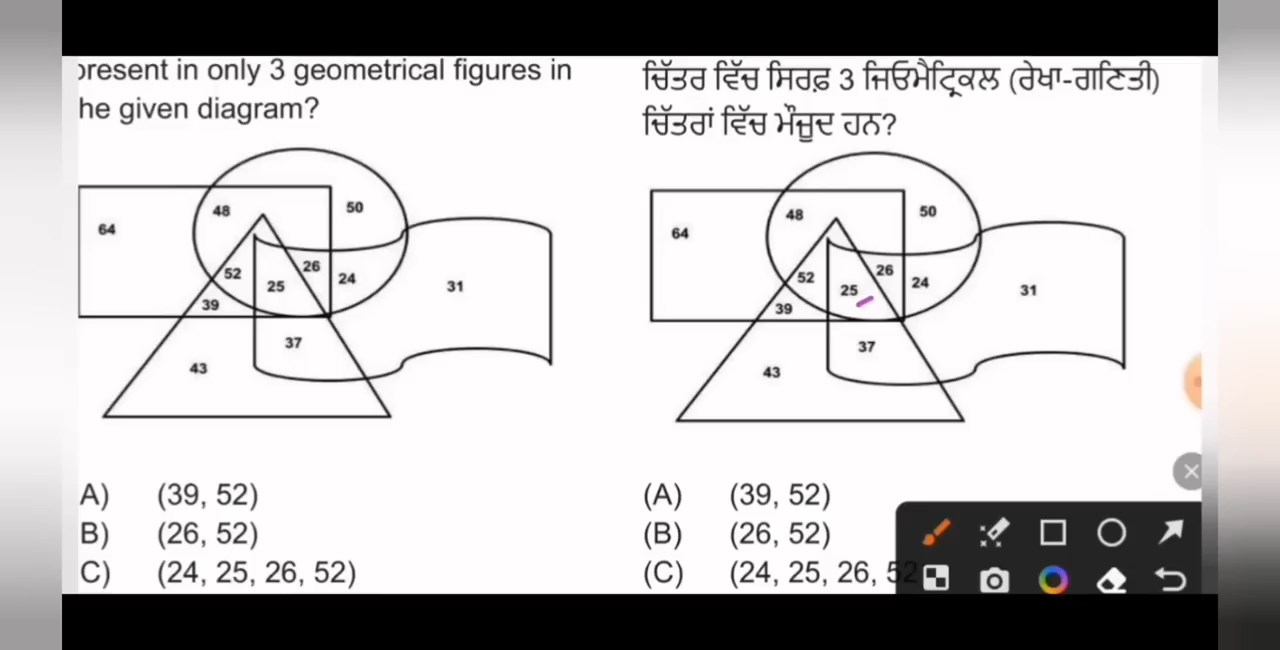 present in only 3 geometrical figures in
he given diagram?
64
48
50
52
25
26
24
31
39
37
43
A) (39, 52)
B) (26, 52)
C) (24, 25, 26, 52)
ਚਿੱਤਰ ਵਿੱਚ ਸਿਰਫ਼ 3 ਜਿਓਮੈਟ੍ਰਿਕਲ (ਰੇਖਾ-ਗਣਿਤੀ)
ਚਿੱਤਰਾਂ ਵਿੱਚ ਮੌਜੂਦ ਹਨ?
64
48
50
52
25
26
24
31
39
37
43
(A) (39, 52)
(B) (26, 52)
(C) (24, 25, 26, 52